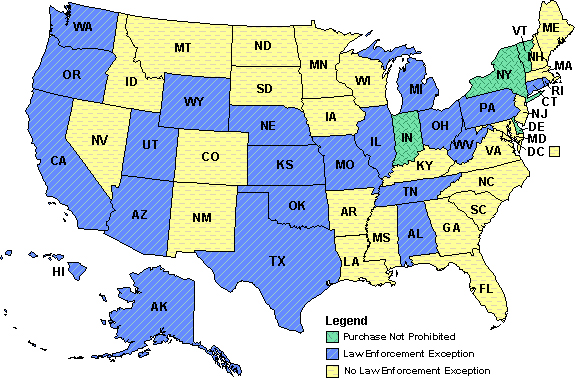 WA
OR
CA
NV
ID
MT
WY
UT
AZ
CO
NM
ND
SD
NE
KS
OK
TX
MN
IA
MO
AR
LA
WI
IL
MI
IN
OH
KY
TN
MS
AL
GA
FL
SC
NC
VA
WV
PA
NY
VT
NH
ME
MA
RI
CT
NJ
DE
MD
DC
HI
AK
Legend
Purchase Not Prohibited
Law Enforcement Exception
No Law Enforcement Exception